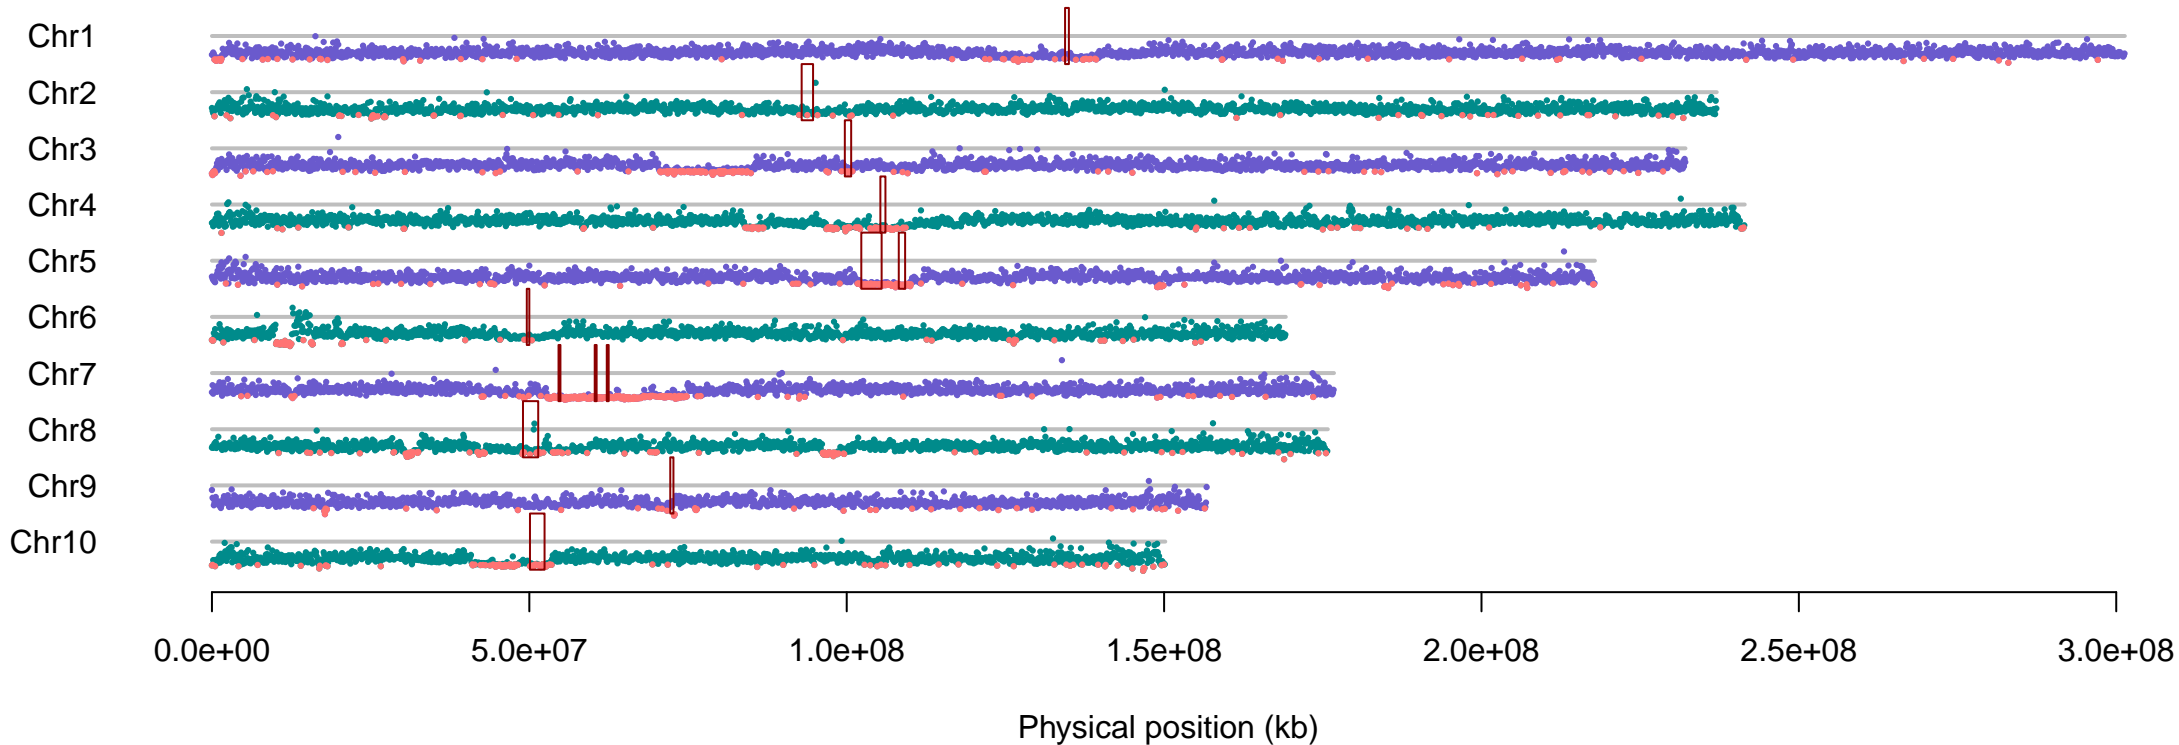 Chr1
Chr2
Chr3
Chr4
Chr5
Chr6
Chr7
Chr8
Chr9
Chr10
0.0e+00 5.0e+07 1.0e+08 1.5e+08 2.0e+08 2.5e+08 3.0e+08
Physical position (kb)